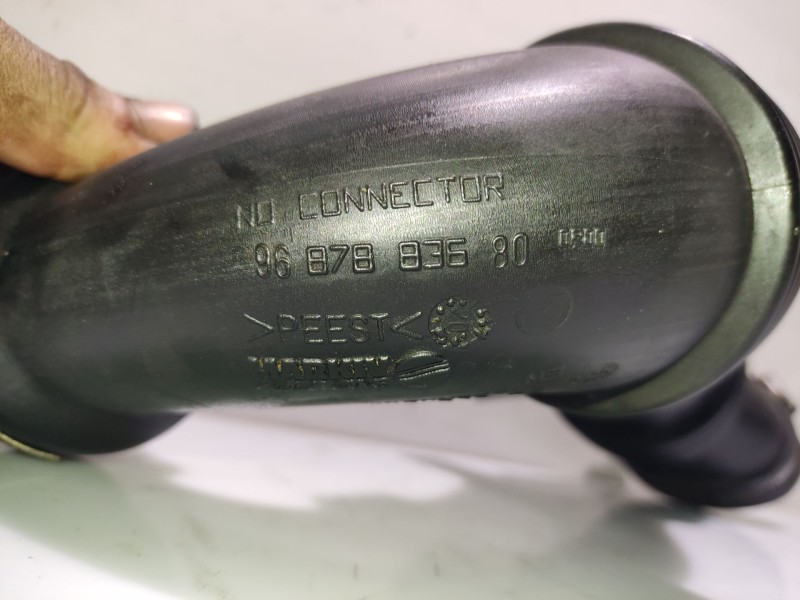 NO CONNECTOR
96 878 836 80
>PEEST<